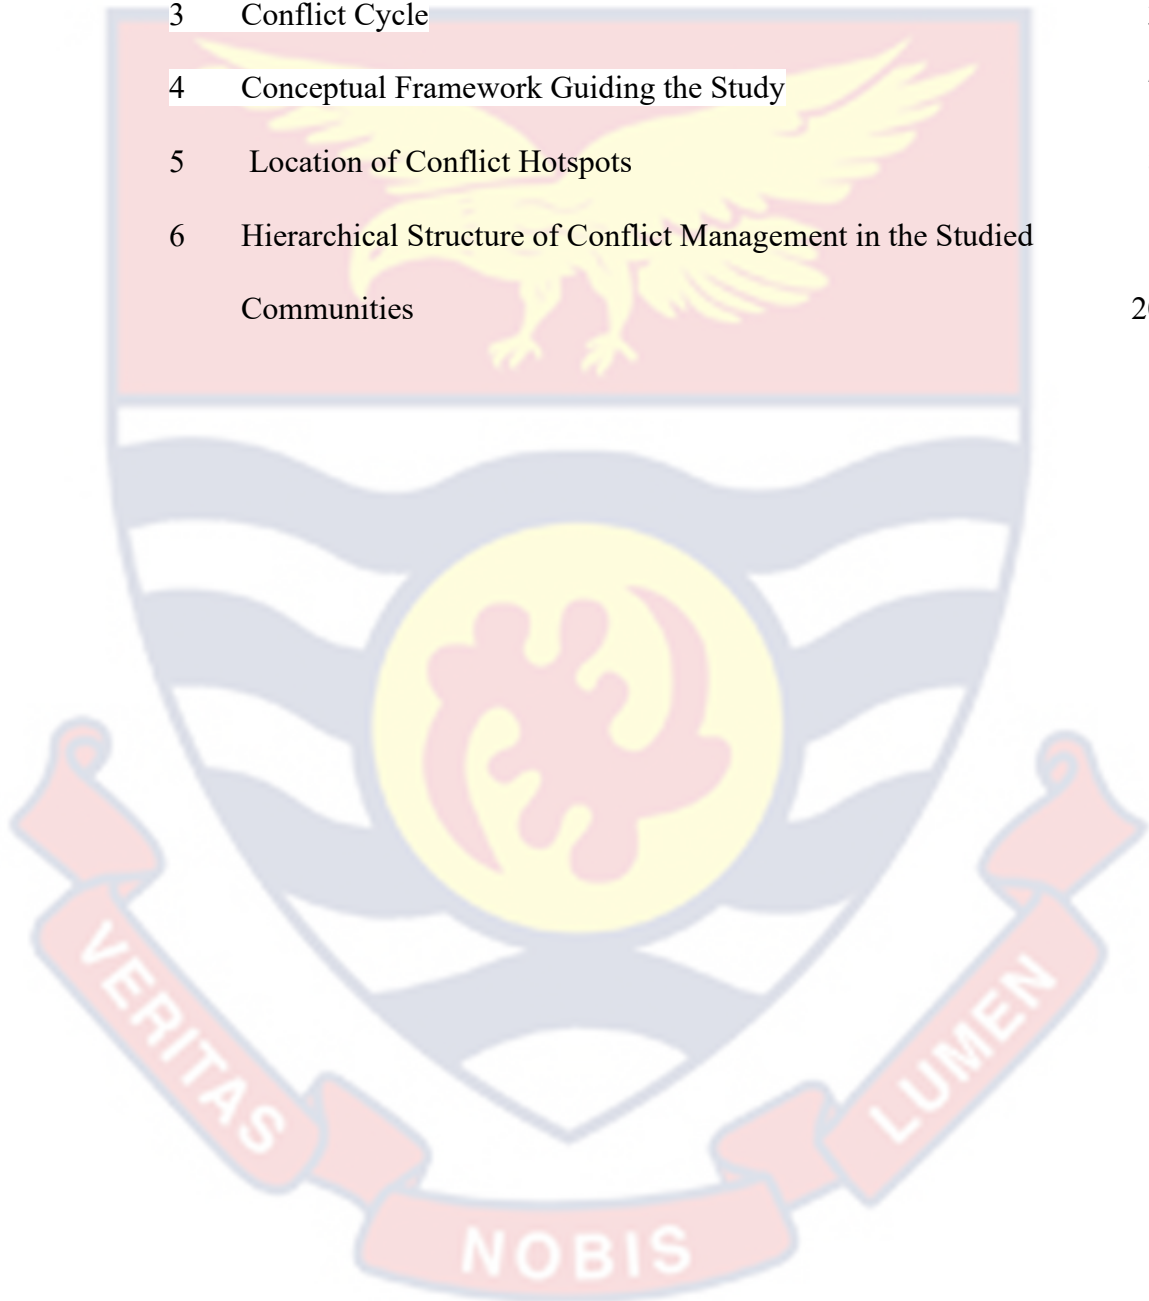 3 Conflict Cycle
4 Conceptual Framework Guiding the Study
5 Location of Conflict Hotspots
6 Hierarchical Structure of Conflict Management in the Studied
Communities
VERITAS
NOBIS
LUMEN